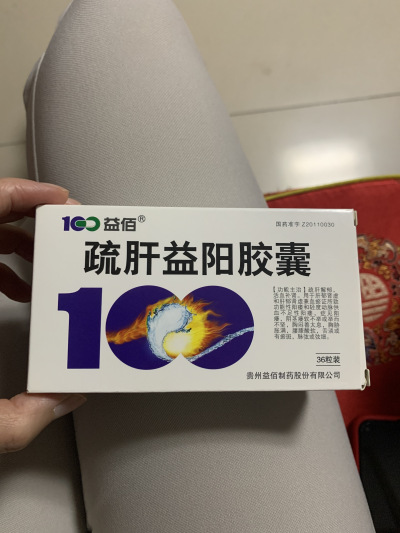 100益佰®
国药准字 Z20110030
疏肝益阳胶囊
100
【功能主治】疏肝解郁,
活血补肾。用于肝郁肾虚
和肝郁肾虚兼血瘀证所致
功能性阳痿和轻度动脉供
血不足性阳痿,症见阳
痿,阴茎痿软不举或举而
不坚,胸闷善太息,胸胁
胀满,腰膝酸软,舌淡或
有瘀斑,脉弦或弦细。
36粒装
贵州益佰制药股份有限公司